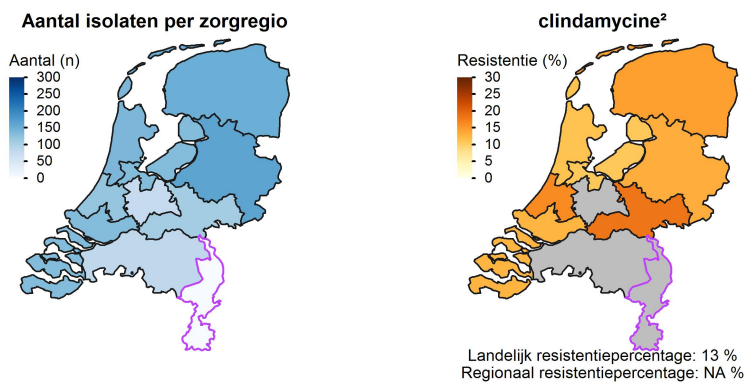 Aantal isolaten per zorgregio
Aantal (n)
300
250
200
150
100
50
0
clindamycine²
Resistentie (%)
30
25
20
15
10
5
0
Landelijk resistentiepercentage: 13 %
Regionaal resistentiepercentage: NA %